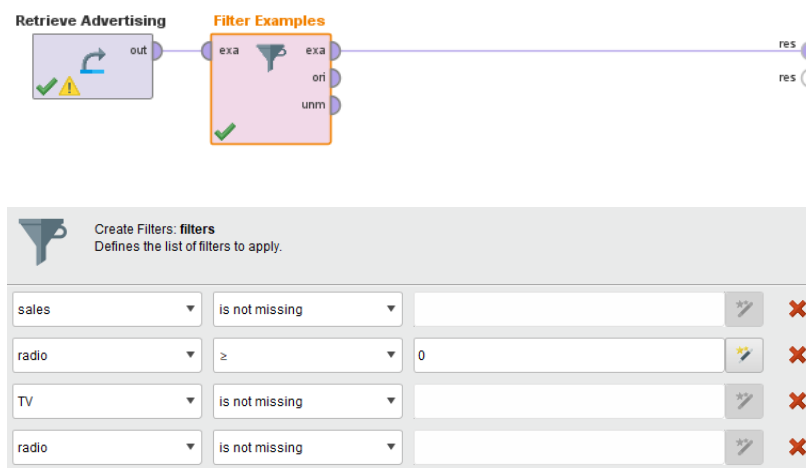 Retrieve Advertising
Filter Examples
out
exa
exa
ori
unm
res
res
Create Filters: filters
Defines the list of filters to apply.
sales
is not missing
radio
≥
0
TV
is not missing
radio
is not missing